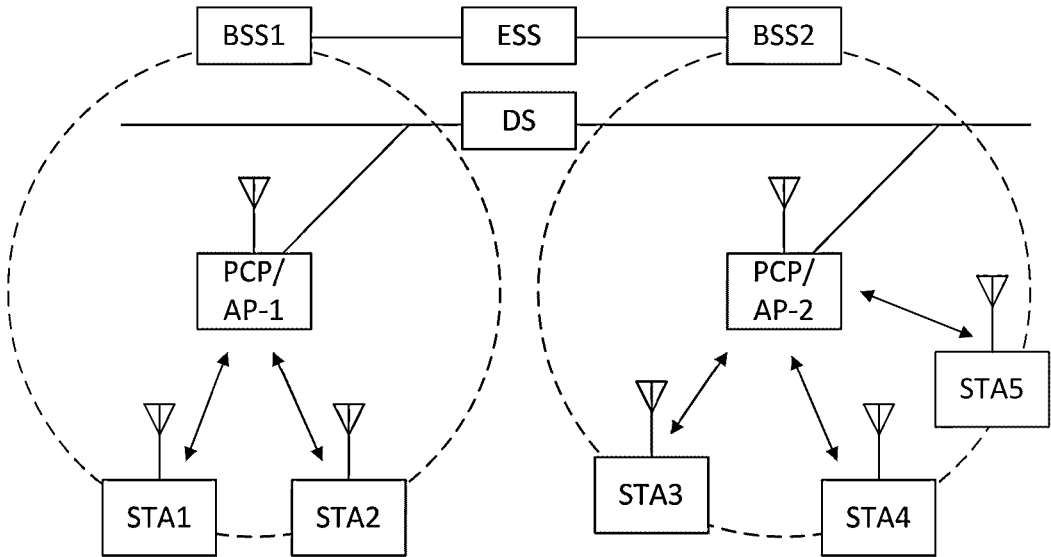 BSS1
ESS
BSS2
DS
PCP/
AP-1
PCP/
AP-2
STA5
STA3
STA1
STA2
STA4